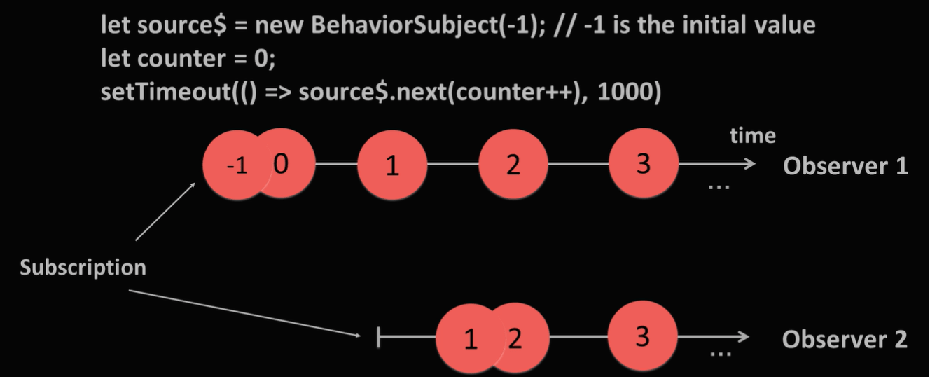 let source$ = new BehaviorSubject(-1); // -1 is the initial value
let counter = 0;
setTimeout(() => source$.next(counter++), 1000)
time
-1 0 1 2 3 ... Observer 1
Subscription
1 2 3 ... Observer 2